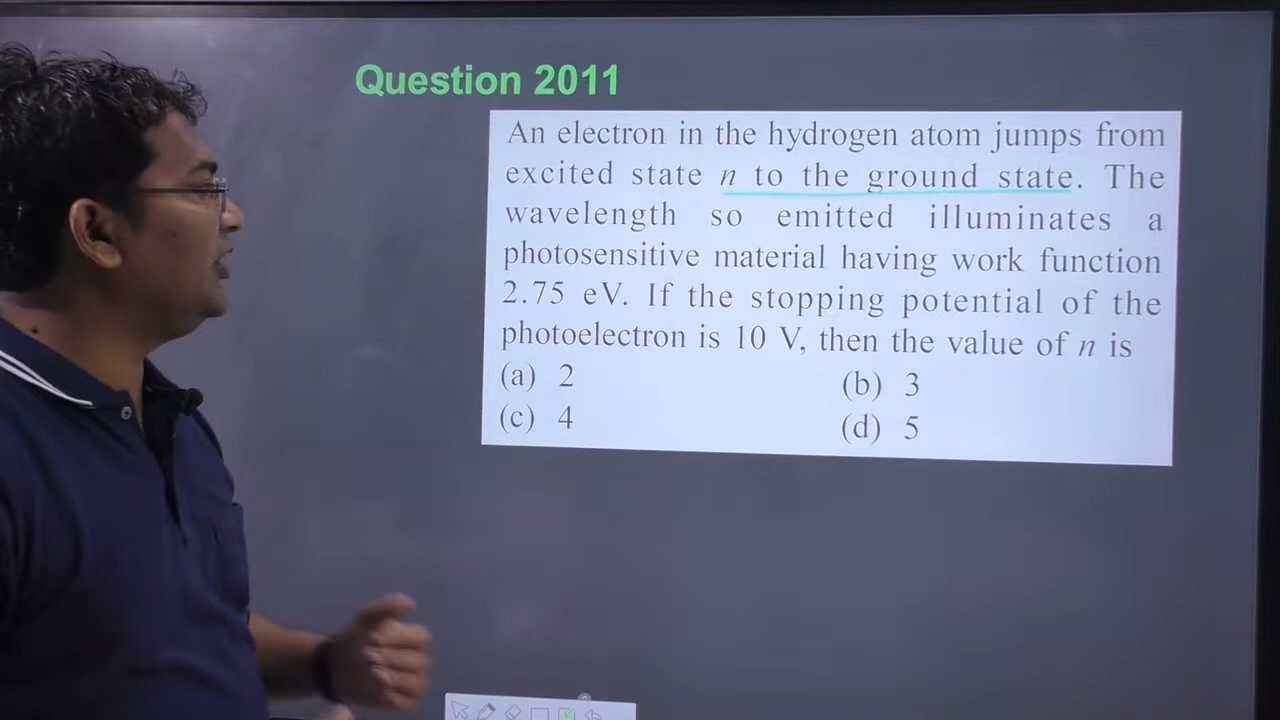 Question 2011
An electron in the hydrogen atom jumps from
excited state n to the ground state. The
wavelength so emitted illuminates a
photosensitive material having work function
2.75 eV. If the stopping potential of the
photoelectron is 10 V, then the value of n is
(a) 2 (b) 3
(c) 4 (d) 5